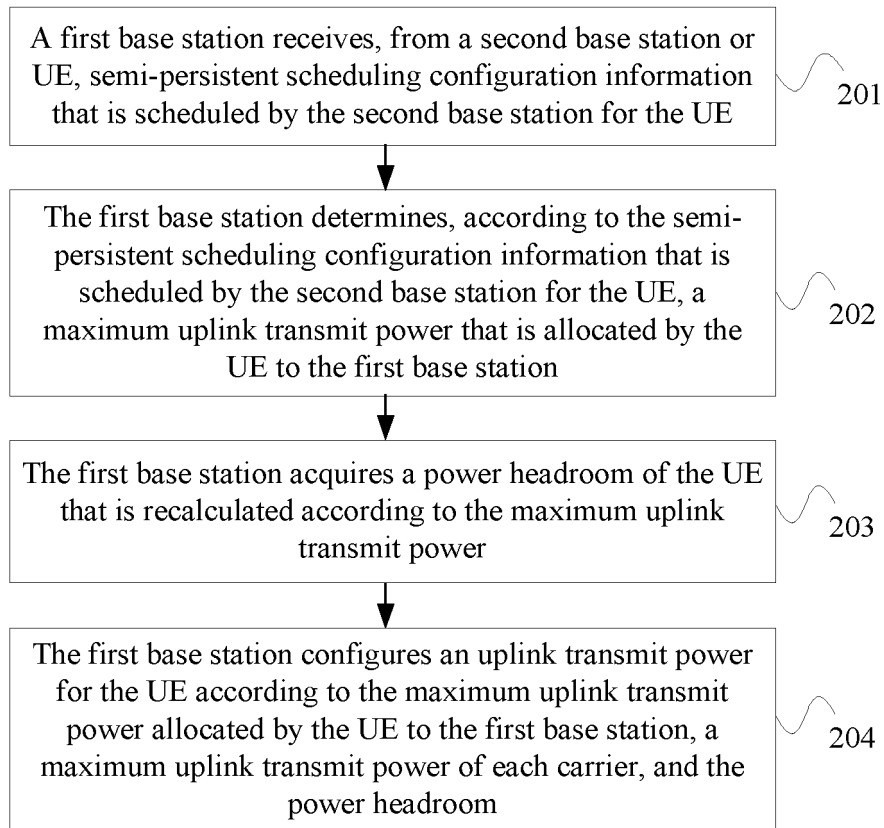 A first base station receives, from a second base station or
UE, semi-persistent scheduling configuration information
that is scheduled by the second base station for the UE
201
The first base station determines, according to the semi-
persistent scheduling configuration information that is
scheduled by the second base station for the UE, a
maximum uplink transmit power that is allocated by the
UE to the first base station
202
The first base station acquires a power headroom of the UE
that is recalculated according to the maximum uplink
transmit power
203
The first base station configures an uplink transmit power
for the UE according to the maximum uplink transmit
power allocated by the UE to the first base station, a
maximum uplink transmit power of each carrier, and the
power headroom
204